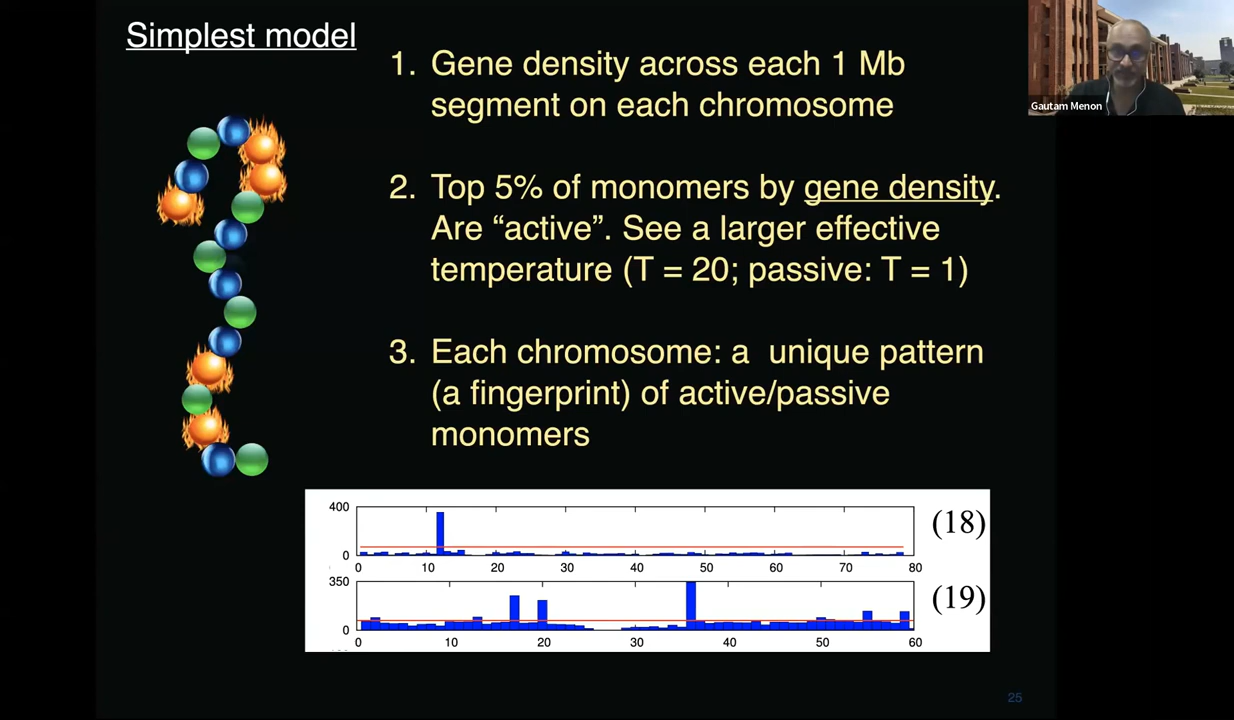 Simplest model
1. Gene density across each 1 Mb
segment on each chromosome
Gautam Menon
2. Top 5% of monomers by gene density.
Are “active”. See a larger effective
temperature (T = 20; passive: T = 1)
3. Each chromosome: a unique pattern
(a fingerprint) of active/passive
monomers
400
(18)
0
0 10 20 30 40 50 60 70 80
350
(19)
0
0 10 20 30 40 50 60
25